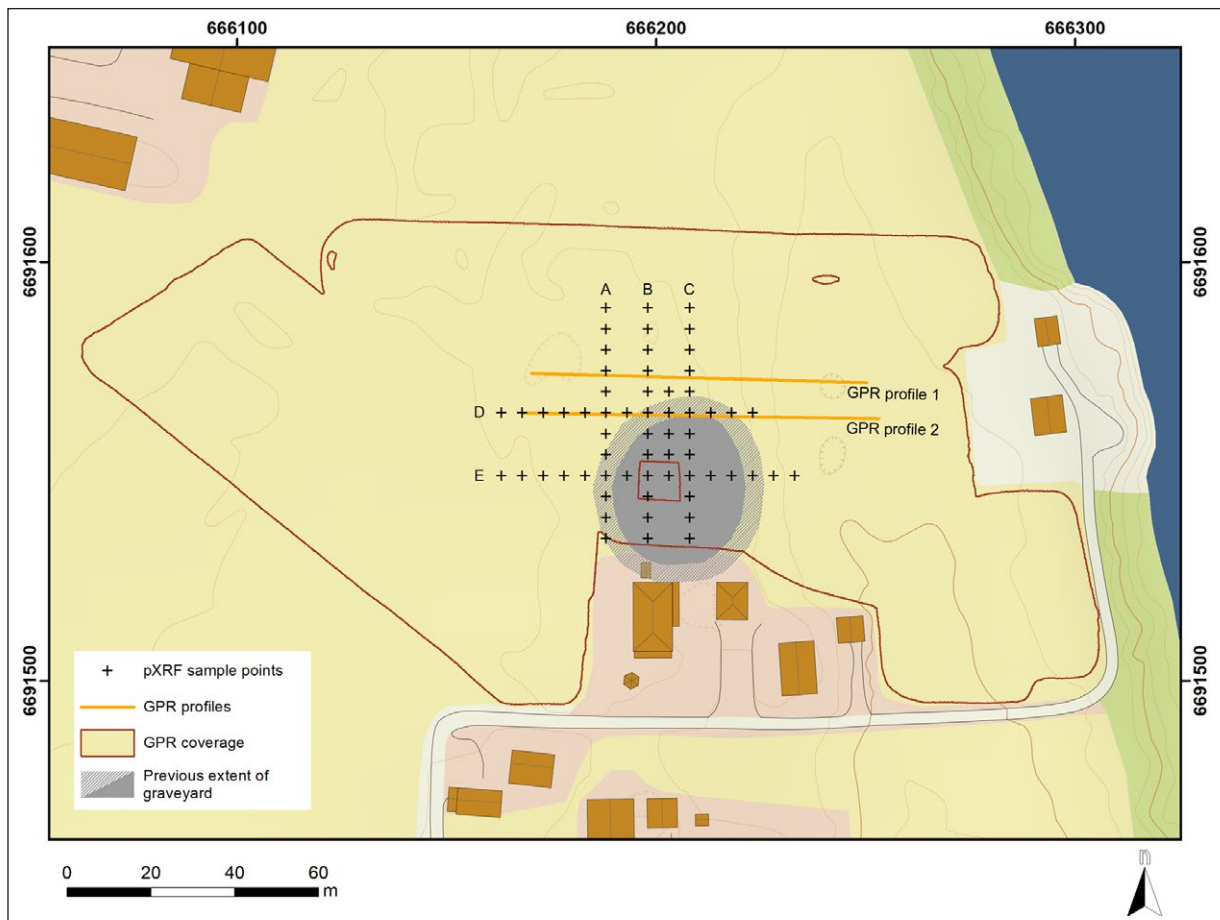 666100 666200 666300
6691600 6691600
A B C
GPR profile 1
D
GPR profile 2
E
6691500 6691500
pXRF sample points
GPR profiles
GPR coverage
Previous extent of
graveyard
0 20 40 60
m
n